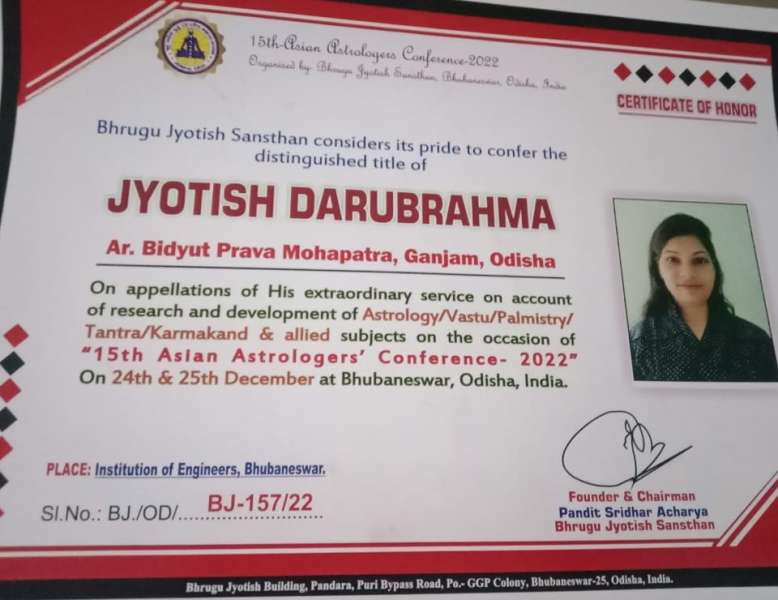 15th-Asian Astrologers Conference-2022
Organised by: Bhrugu Jyotish Sansthan, Bhubaneswar, Odisha, India
CERTIFICATE OF HONOR
Bhrugu Jyotish Sansthan considers its pride to confer the
distinguished title of
JYOTISH DARUBRAHMA
Ar. Bidyut Prava Mohapatra, Ganjam, Odisha
On appellations of His extraordinary service on account
of research and development of Astrology/Vastu/Palmistry/
Tantra/Karmakand & allied subjects on the occasion of
"15th Asian Astrologers' Conference- 2022"
On 24th & 25th December at Bhubaneswar, Odisha, India.
PLACE: Institution of Engineers, Bhubaneswar.
Sl.No.: BJ./OD/.....BJ-157/22.....
Founder & Chairman
Pandit Sridhar Acharya
Bhrugu Jyotish Sansthan
Bhrugu Jyotish Building, Pandara, Puri Bypass Road, Po.- GGP Colony, Bhubaneswar-25, Odisha, India.